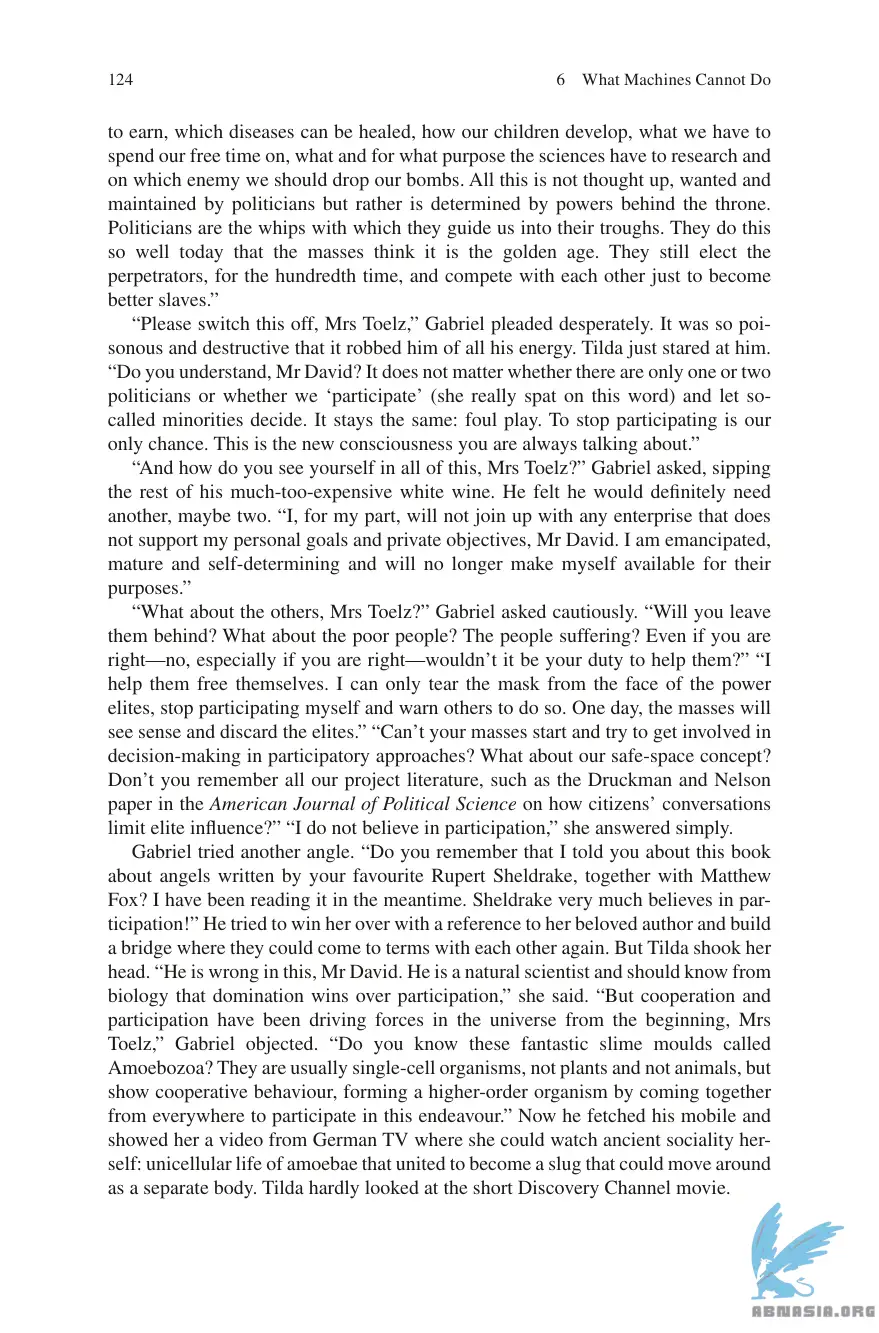 124
6 What Machines Cannot Do
to earn, which diseases can be healed, how our children develop, what we have to
spend our free time on, what and for what purpose the sciences have to research and
on which enemy we should drop our bombs. All this is not thought up, wanted and
maintained by politicians but rather is determined by powers behind the throne.
Politicians are the whips with which they guide us into their troughs. They do this
so well today that the masses think it is the golden age. They still elect the
perpetrators, for the hundredth time, and compete with each other just to become
better slaves.”
“Please switch this off, Mrs Toelz,” Gabriel pleaded desperately. It was so poi-
sonous and destructive that it robbed him of all his energy. Tilda just stared at him.
“Do you understand, Mr David? It does not matter whether there are only one or two
politicians or whether we ‘participate’ (she really spat on this word) and let so-
called minorities decide. It stays the same: foul play. To stop participating is our
only chance. This is the new consciousness you are always talking about.”
“And how do you see yourself in all of this, Mrs Toelz?” Gabriel asked, sipping
the rest of his much-too-expensive white wine. He felt he would definitely need
another, maybe two. “I, for my part, will not join up with any enterprise that does
not support my personal goals and private objectives, Mr David. I am emancipated,
mature and self-determining and will no longer make myself available for their
purposes.”
“What about the others, Mrs Toelz?” Gabriel asked cautiously. “Will you leave
them behind? What about the poor people? The people suffering? Even if you are
right—no, especially if you are right—wouldn’t it be your duty to help them?” “I
help them free themselves. I can only tear the mask from the face of the power
elites, stop participating myself and warn others to do so. One day, the masses will
see sense and discard the elites.” “Can’t your masses start and try to get involved in
decision-making in participatory approaches? What about our safe-space concept?
Don’t you remember all our project literature, such as the Druckman and Nelson
paper in the American Journal of Political Science on how citizens’ conversations
limit elite influence?” “I do not believe in participation,” she answered simply.
Gabriel tried another angle. “Do you remember that I told you about this book
about angels written by your favourite Rupert Sheldrake, together with Matthew
Fox? I have been reading it in the meantime. Sheldrake very much believes in par-
ticipation!” He tried to win her over with a reference to her beloved author and build
a bridge where they could come to terms with each other again. But Tilda shook her
head. “He is wrong in this, Mr David. He is a natural scientist and should know from
biology that domination wins over participation,” she said. “But cooperation and
participation have been driving forces in the universe from the beginning, Mrs
Toelz,” Gabriel objected. “Do you know these fantastic slime moulds called
Amoebozoa? They are usually single-cell organisms, not plants and not animals, but
show cooperative behaviour, forming a higher-order organism by coming together
from everywhere to participate in this endeavour.” Now he fetched his mobile and
showed her a video from German TV where she could watch ancient sociality her-
self: unicellular life of amoebae that united to become a slug that could move around
as a separate body. Tilda hardly looked at the short Discovery Channel movie.
ABNASIA.ORG